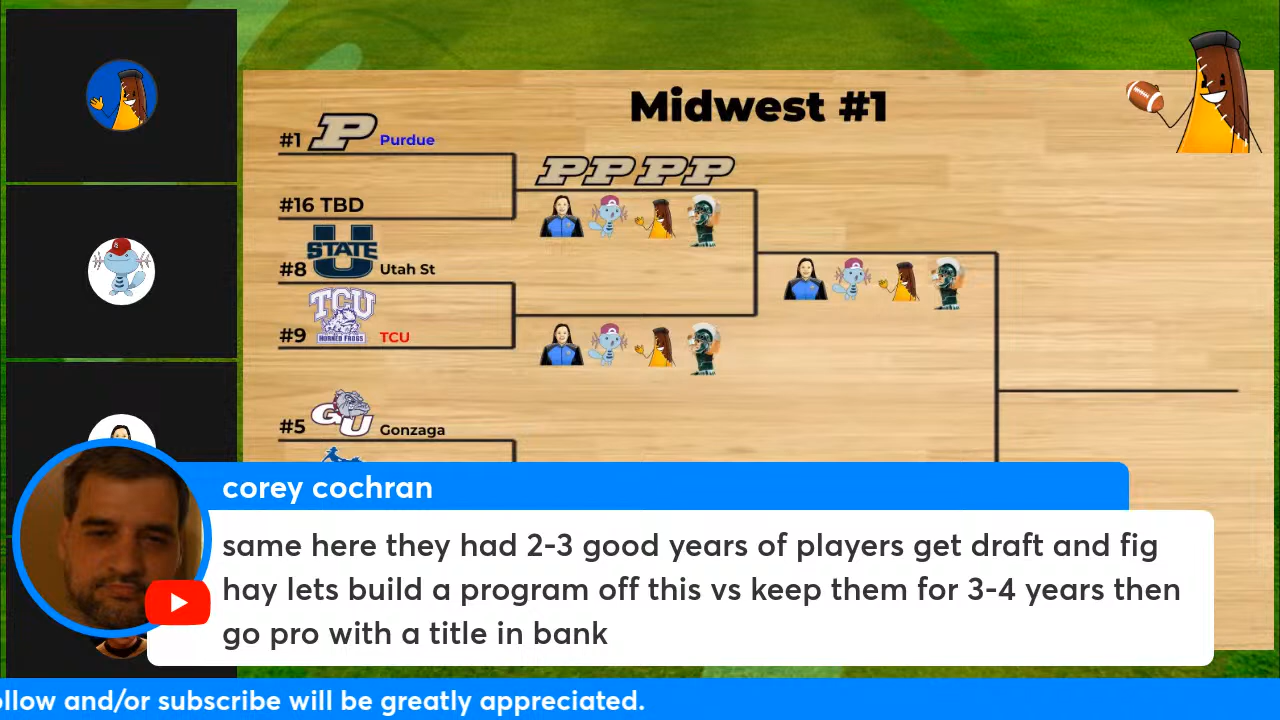 Midwest #1
#1 P Purdue
PPPP
#16 TBD
U STATE
#8 Utah St
TCU
HORNED FROGS
#9 TCU
GU
#5 Gonzaga
corey cochran
same here they had 2-3 good years of players get draft and fig
hay lets build a program off this vs keep them for 3-4 years then
go pro with a title in bank
ollow and/or subscribe will be greatly appreciated.